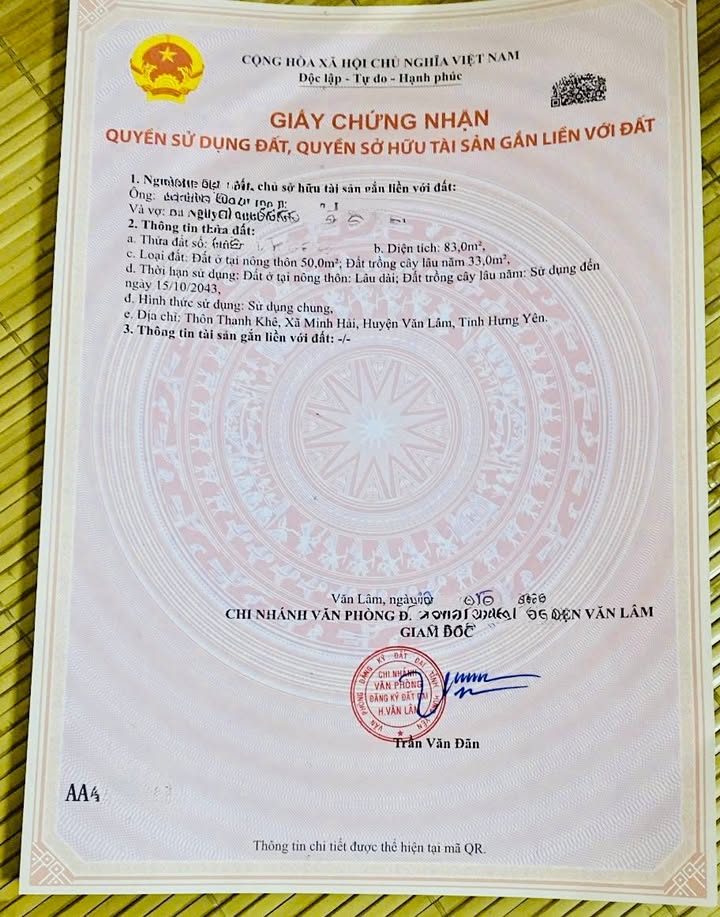 CỘNG HÒA XÃ HỘI CHỦ NGHĨA VIỆT NAM
Độc lập - Tự do - Hạnh phúc
GIẤY CHỨNG NHẬN
QUYỀN SỬ DỤNG ĐẤT, QUYỀN SỞ HỮU TÀI SẢN GẮN LIỀN VỚI ĐẤT
1. đất, chủ sở hữu tài sản gắn liền với đất:
Ông:
Và vợ:
2. Thông tin thửa đất:
a. Thửa đất số: b. Diện tích: 83,0m²,
c. Loại đất: Đất ở tại nông thôn 50,0m²; Đất trồng cây lâu năm 33,0m²,
d. Thời hạn sử dụng: Đất ở tại nông thôn: Lâu dài; Đất trồng cây lâu năm: Sử dụng đến
ngày 15/10/2043,
đ. Hình thức sử dụng: Sử dụng chung,
e. Địa chỉ: Thôn Thanh Khê, Xã Minh Hải, Huyện Văn Lâm, Tỉnh Hưng Yên.
3. Thông tin tài sản gắn liền với đất: -/-
Văn Lâm, ngày
CHI NHÁNH VĂN PHÒNG VĂN LÂM
GIÁM ĐỐC
CHI NHÁNH
VĂN PHÒNG
ĐĂNG KÝ ĐẤT ĐAI
H.VĂN LÂM
Trần Văn Đãn
AA
Thông tin chi tiết được thể hiện tại mã QR.